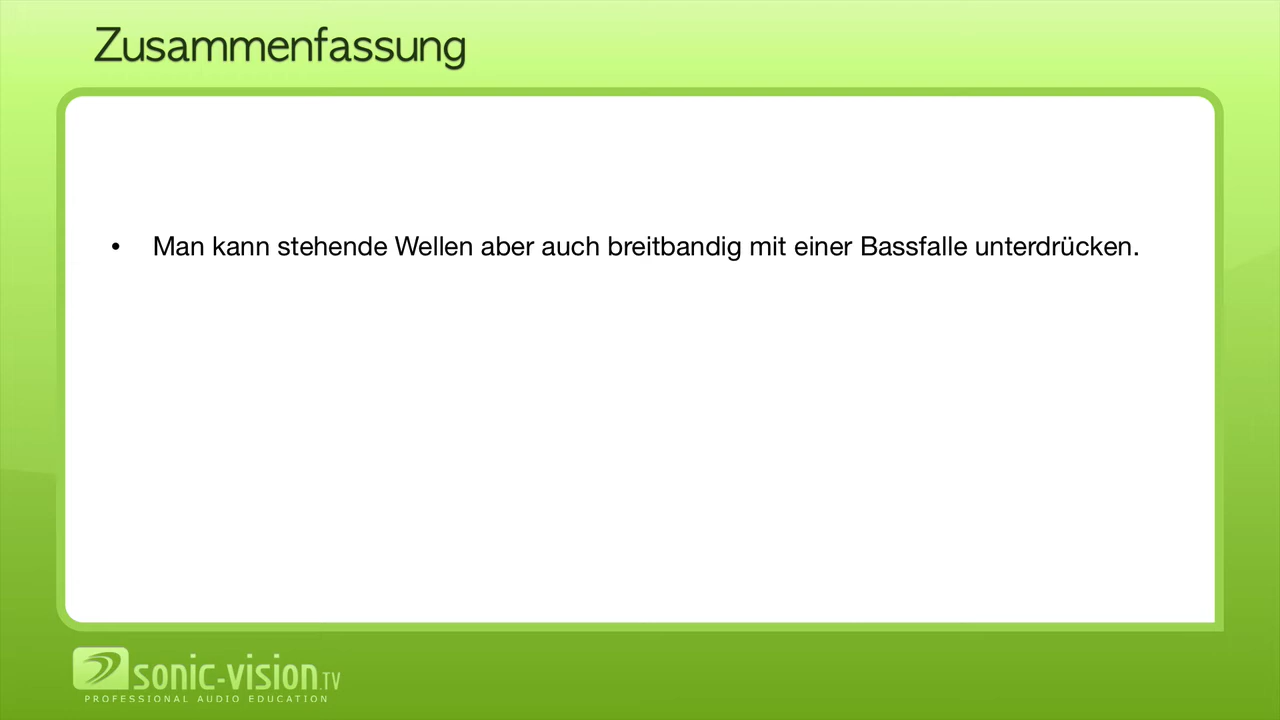 Zusammenfassung
• Man kann stehende Wellen aber auch breitbandig mit einer Bassfalle unterdrücken.
sonic-vision.TV
PROFESSIONAL AUDIO EDUCATION